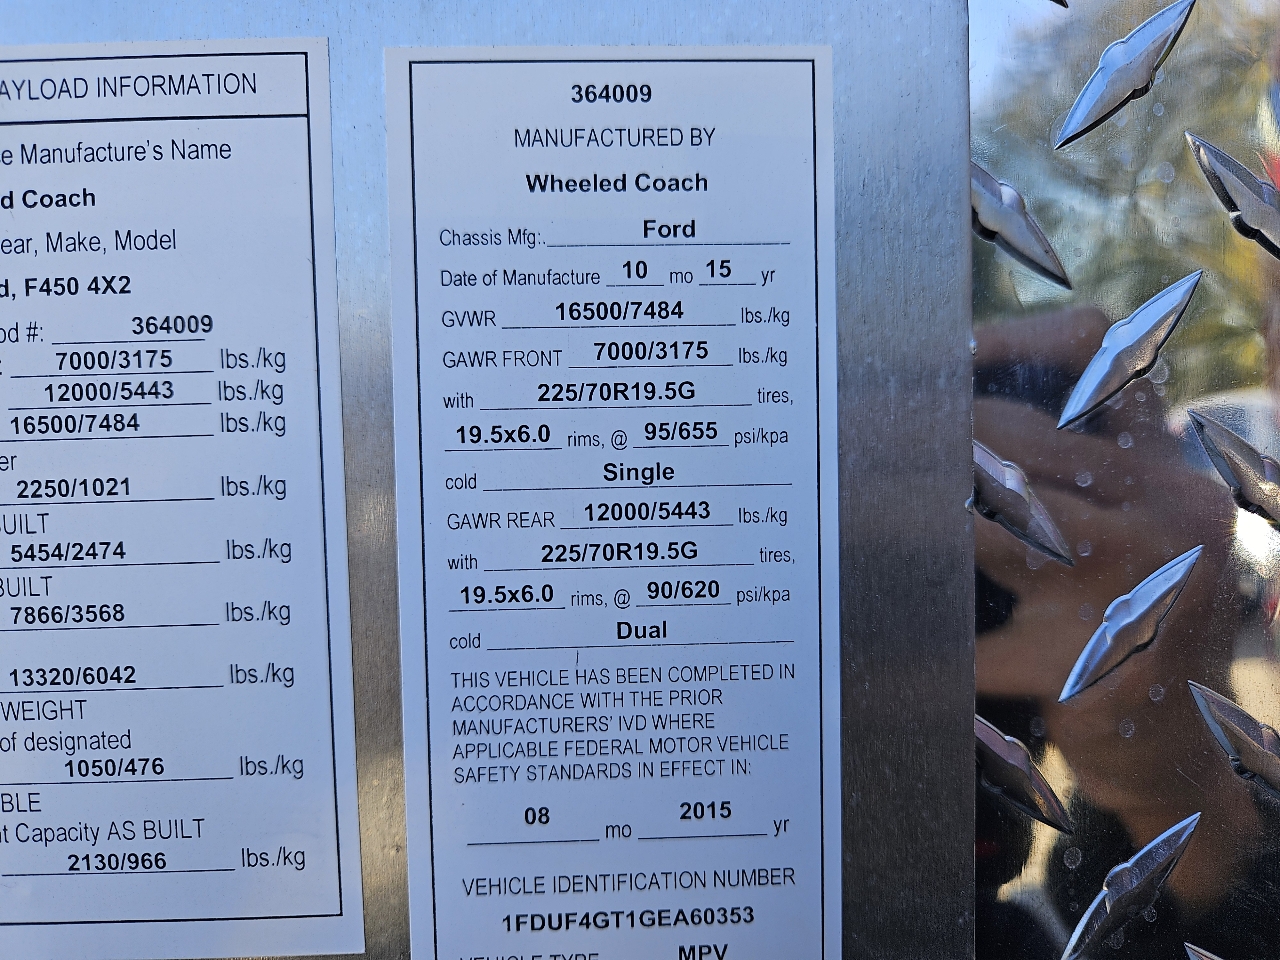 AYLOAD INFORMATION
e Manufacture's Name
d Coach
ear, Make, Model
d, F450 4X2
od #: 364009
7000/3175 lbs./kg
12000/5443 lbs./kg
16500/7484 lbs./kg
er
2250/1021 lbs./kg
UILT
5454/2474 lbs./kg
BUILT
7866/3568 lbs./kg
13320/6042 lbs./kg
WEIGHT
of designated
1050/476 lbs./kg
BLE
t Capacity AS BUILT
2130/966 lbs./kg
364009
MANUFACTURED BY
Wheeled Coach
Chassis Mfg:. Ford
Date of Manufacture 10 mo 15 yr
GVWR 16500/7484 lbs./kg
GAWR FRONT 7000/3175 lbs./kg
with 225/70R19.5G tires,
19.5x6.0 rims, @ 95/655 psi/kpa
cold Single
GAWR REAR 12000/5443 lbs./kg
with 225/70R19.5G tires,
19.5x6.0 rims, @ 90/620 psi/kpa
cold Dual
THIS VEHICLE HAS BEEN COMPLETED IN
ACCORDANCE WITH THE PRIOR
MANUFACTURERS' IVD WHERE
APPLICABLE FEDERAL MOTOR VEHICLE
SAFETY STANDARDS IN EFFECT IN:
08 mo 2015 yr
VEHICLE IDENTIFICATION NUMBER
1FDUF4GT1GEA60353
VEHICLE TYPE MPV